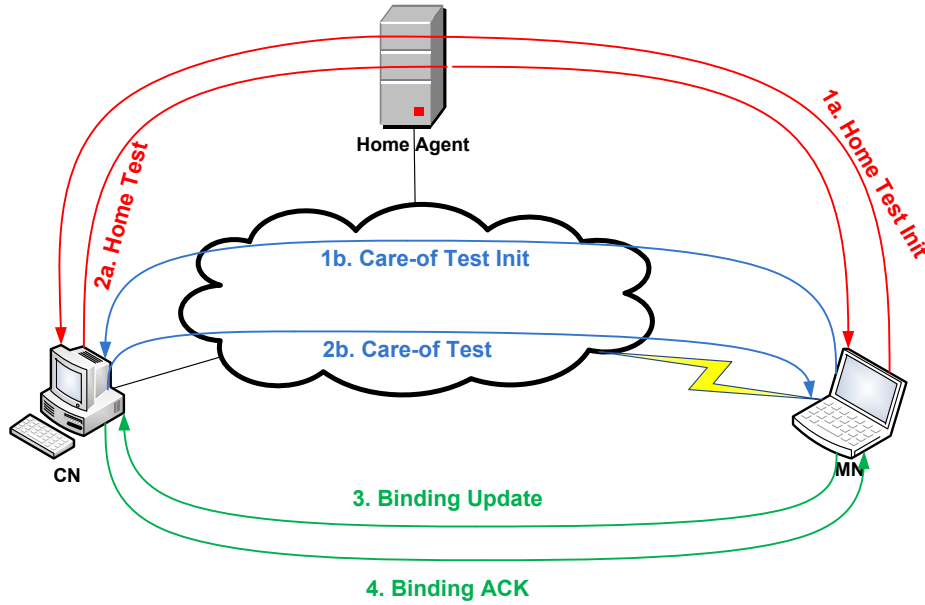 Home Agent
1a. Home Test Init
2a. Home Test
1b. Care-of Test Init
2b. Care-of Test
CN
MN
3. Binding Update
4. Binding ACK